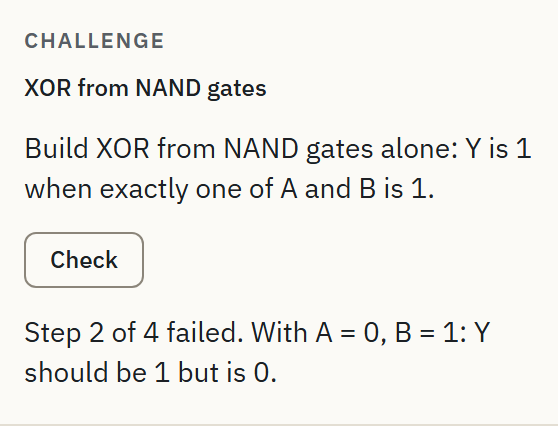 CHALLENGE
XOR from NAND gates
Build XOR from NAND gates alone: Y is 1
when exactly one of A and B is 1.
Check
Step 2 of 4 failed. With A = 0, B = 1: Y
should be 1 but is 0.